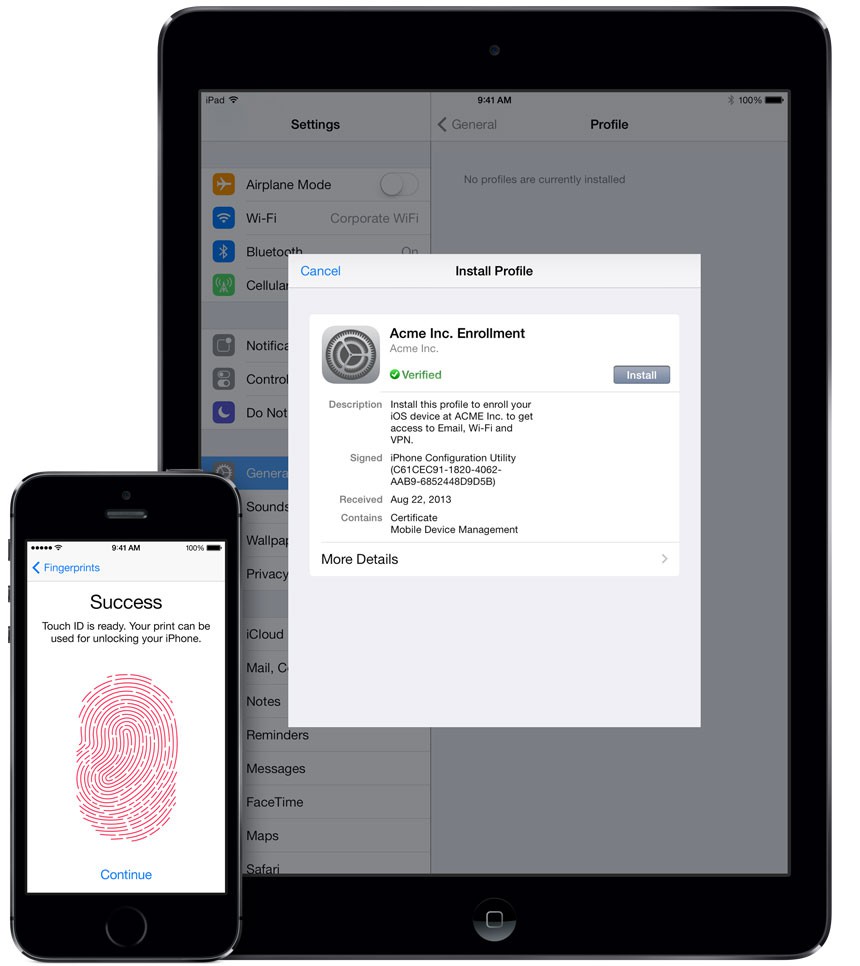 iPad
9:41 AM
100%
Settings
General
Profile
Airplane Mode
No profiles are currently installed
Wi-Fi
Corporate WiFi
Bluetooth
On
Cellular
Cancel
Install Profile
Acme Inc. Enrollment
Acme Inc.
Verified
Install
Description
Install this profile to enroll your
iOS device at ACME Inc. to get
access to Email, Wi-Fi and
VPN.
Signed
iPhone Configuration Utility
(C61CEC91-1820-4062-
AAB9-6852448D9D5B)
Received
Aug 22, 2013
Contains
Certificate
Mobile Device Management
More Details
Notifica
Control
Do Not
Genera
Sounds
Wallpap
Privacy
iCloud
Mail, C
Notes
Reminders
Messages
FaceTime
Maps
Safari
9:41 AM
100%
Fingerprints
Success
Touch ID is ready. Your print can be
used for unlocking your iPhone.
Continue